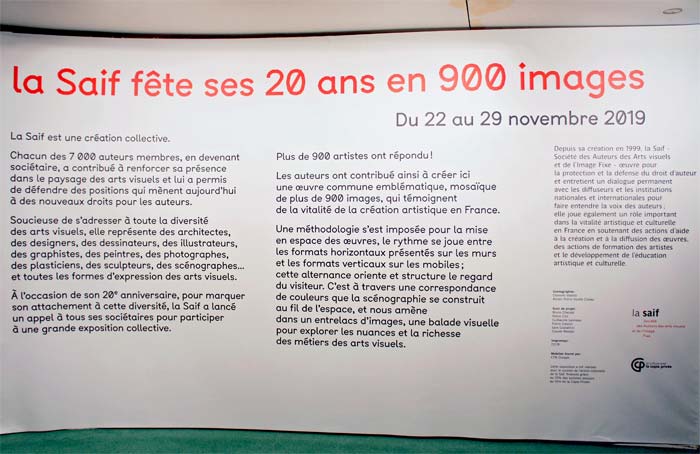 la Saif fête ses 20 ans en 900 images
Du 22 au 29 novembre 2019
La Saif est une création collective.
Chacun des 7 000 auteurs membres, en devenant
sociétaire, a contribué à renforcer sa présence
dans le paysage des arts visuels et lui a permis
de défendre des positions qui mènent aujourd'hui
à des nouveaux droits pour les auteurs.
Soucieuse de s'adresser à toute la diversité
des arts visuels, elle représente des architectes,
des designers, des dessinateurs, des illustrateurs,
des graphistes, des peintres, des photographes,
des plasticiens, des sculpteurs, des scénographes...
et toutes les formes d'expression des arts visuels.
À l'occasion de son 20e anniversaire, pour marquer
son attachement à cette diversité, la Saif a lancé
un appel à tous ses sociétaires pour participer
à une grande exposition collective.
Plus de 900 artistes ont répondu !
Les auteurs ont contribué ainsi à créer ici
une œuvre commune emblématique, mosaïque
de plus de 900 images, qui témoignent
de la vitalité de la création artistique en France.
Une méthodologie s'est imposée pour la mise
en espace des œuvres, le rythme se joue entre
les formats horizontaux présentés sur les murs
et les formats verticaux sur les mobiles ;
cette alternance oriente et structure le regard
du visiteur. C'est à travers une correspondance
de couleurs que la scénographie se construit
au fil de l'espace, et nous amène
dans un entrelacs d'images, une balade visuelle
pour explorer les nuances et la richesse
des métiers des arts visuels.
Depuis sa création en 1999, la Saif -
Société des Auteurs des Arts visuels
et de l'Image Fixe - œuvre pour
la protection et la défense du droit d'auteur
et entretient un dialogue permanent
avec les diffuseurs et les institutions
nationales et internationales pour
faire entendre la voix des auteurs ;
elle joue également un rôle important
dans la vitalité artistique et culturelle
en France en soutenant des actions d'aide
à la création et à la diffusion des œuvres,
des actions de formation des artistes
et le développement de l'éducation
artistique et culturelle.
la saif
Société
des Auteurs des arts visuels
et de l'Image
Fixe
la copie privée